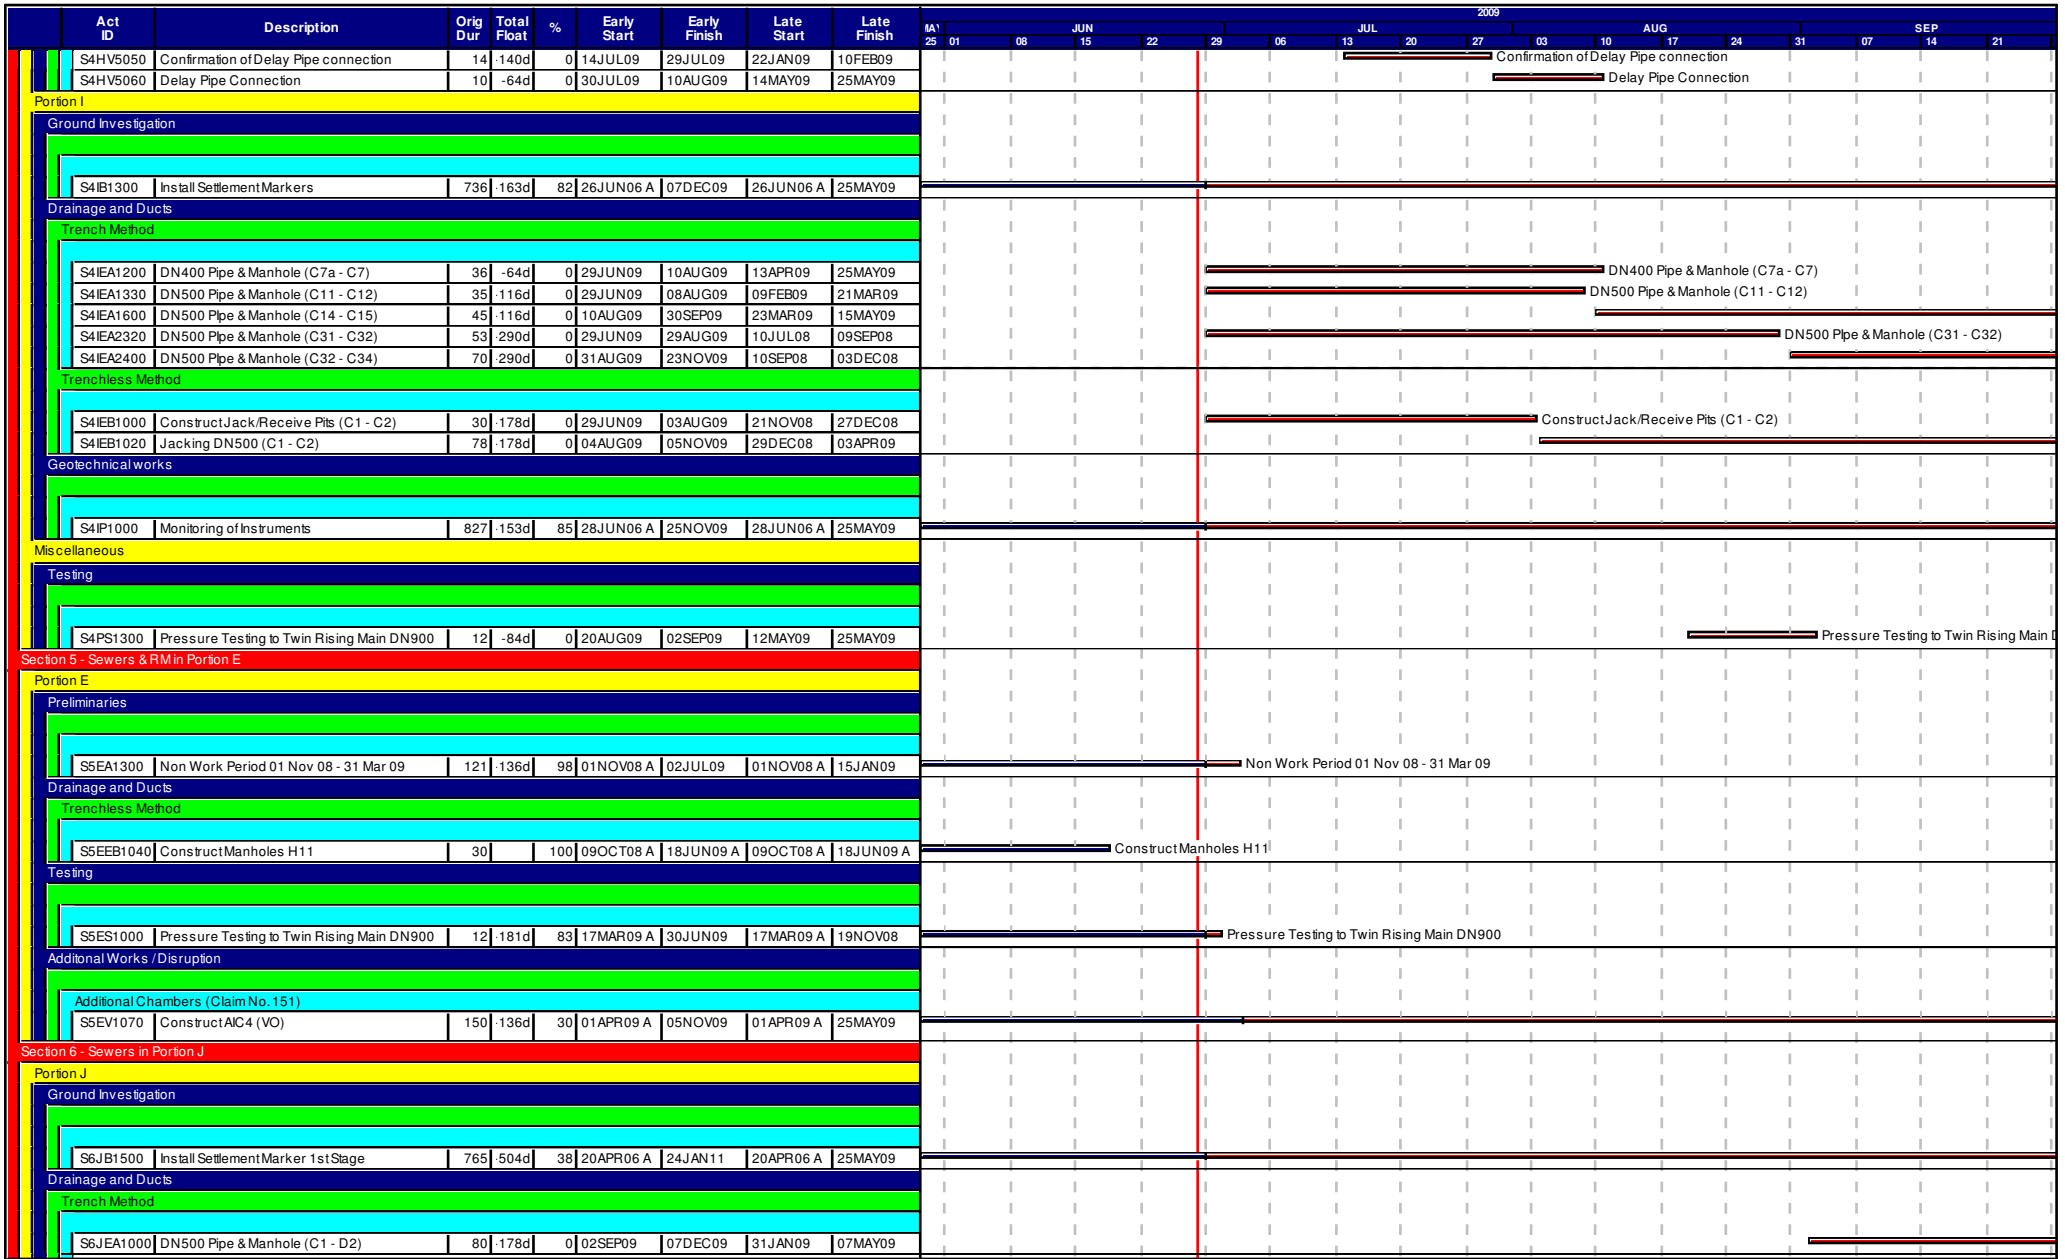 Act ID Description Orig Dur Total Float % Early Start Early Finish Late Start Late Finish
2009
JUN JUL AUG SEP
25 01 08 15 22 29 06 13 20 27 03 10 17 24 31 07 14 21
S4HV5050 Confirmation of Delay Pipe connection 14 -140d 0 14JUL09 29JUL09 22JAN09 10FEB09 Confirmation of Delay Pipe connection
S4HV5060 Delay Pipe Connection 10 -64d 0 30JUL09 10AUG09 14MAY09 25MAY09 Delay Pipe Connection
Portion I
Ground Investigation
S4IB1300 Install Settlement Markers 736 -163d 82 26JUN06 A 07DEC09 26JUN06 A 25MAY09
Drainage and Ducts
Trench Method
S4IEA1200 DN400 Pipe & Manhole (C7a - C7) 36 -64d 0 29JUN09 10AUG09 13APR09 25MAY09 DN400 Pipe & Manhole (C7a - C7)
S4IEA1330 DN500 Pipe & Manhole (C11 - C12) 35 -116d 0 29JUN09 08AUG09 09FEB09 21MAR09 DN500 Pipe & Manhole (C11 - C12)
S4IEA1600 DN500 PIpe & Manhole (C14 - C15) 45 -116d 0 10AUG09 30SEP09 23MAR09 15MAY09
S4IEA2320 DN500 PIpe & Manhole (C31 - C32) 53 -290d 0 29JUN09 29AUG09 10JUL08 09SEP08 DN500 PIpe & Manhole (C31 - C32)
S4IEA2400 DN500 PIpe & Manhole (C32 - C34) 70 -290d 0 31AUG09 23NOV09 10SEP08 03DEC08
Trenchless Method
S4IEB1000 Construct Jack/Receive Pits (C1 - C2) 30 -178d 0 29JUN09 03AUG09 21NOV08 27DEC08 Construct Jack/Receive Pits (C1 - C2)
S4IEB1020 Jacking DN500 (C1 - C2) 78 -178d 0 04AUG09 05NOV09 29DEC08 03APR09
Geotechnical works
S4IP1000 Monitoring of Instruments 827 -153d 85 28JUN06 A 25NOV09 28JUN06 A 25MAY09
Miscellaneous
Testing
S4PS1300 Pressure Testing to Twin Rising Main DN900 12 -84d 0 20AUG09 02SEP09 12MAY09 25MAY09 Pressure Testing to Twin Rising Main
Section 5 - Sewers & RM in Portion E
Portion E
Preliminaries
S5EA1300 Non Work Period 01 Nov 08 - 31 Mar 09 121 -136d 98 01NOV08 A 02JUL09 01NOV08 A 15JAN09 Non Work Period 01 Nov 08 - 31 Mar 09
Drainage and Ducts
Trenchless Method
S5EEB1040 Construct Manholes H11 30 100 09OCT08 A 18JUN09 A 09OCT08 A 18JUN09 A Construct Manholes H11
Testing
S5ES1000 Pressure Testing to Twin Rising Main DN900 12 -181d 83 17MAR09 A 30JUN09 17MAR09 A 19NOV08 Pressure Testing to Twin Rising Main DN900
Additonal Works / Disruption
Additional Chambers (Claim No. 151)
S5EV1070 Construct AIC4 (VO) 150 -136d 30 01APR09 A 05NOV09 01APR09 A 25MAY09
Section 6 - Sewers in Portion J
Portion J
Ground Investigation
S6JB1500 Install Settlement Marker 1st Stage 765 -504d 38 20APR06 A 24JAN11 20APR06 A 25MAY09
Drainage and Ducts
Trench Method
S6JEA1000 DN500 Pipe & Manhole (C1 - D2) 80 -178d 0 02SEP09 07DEC09 31JAN09 07MAY09